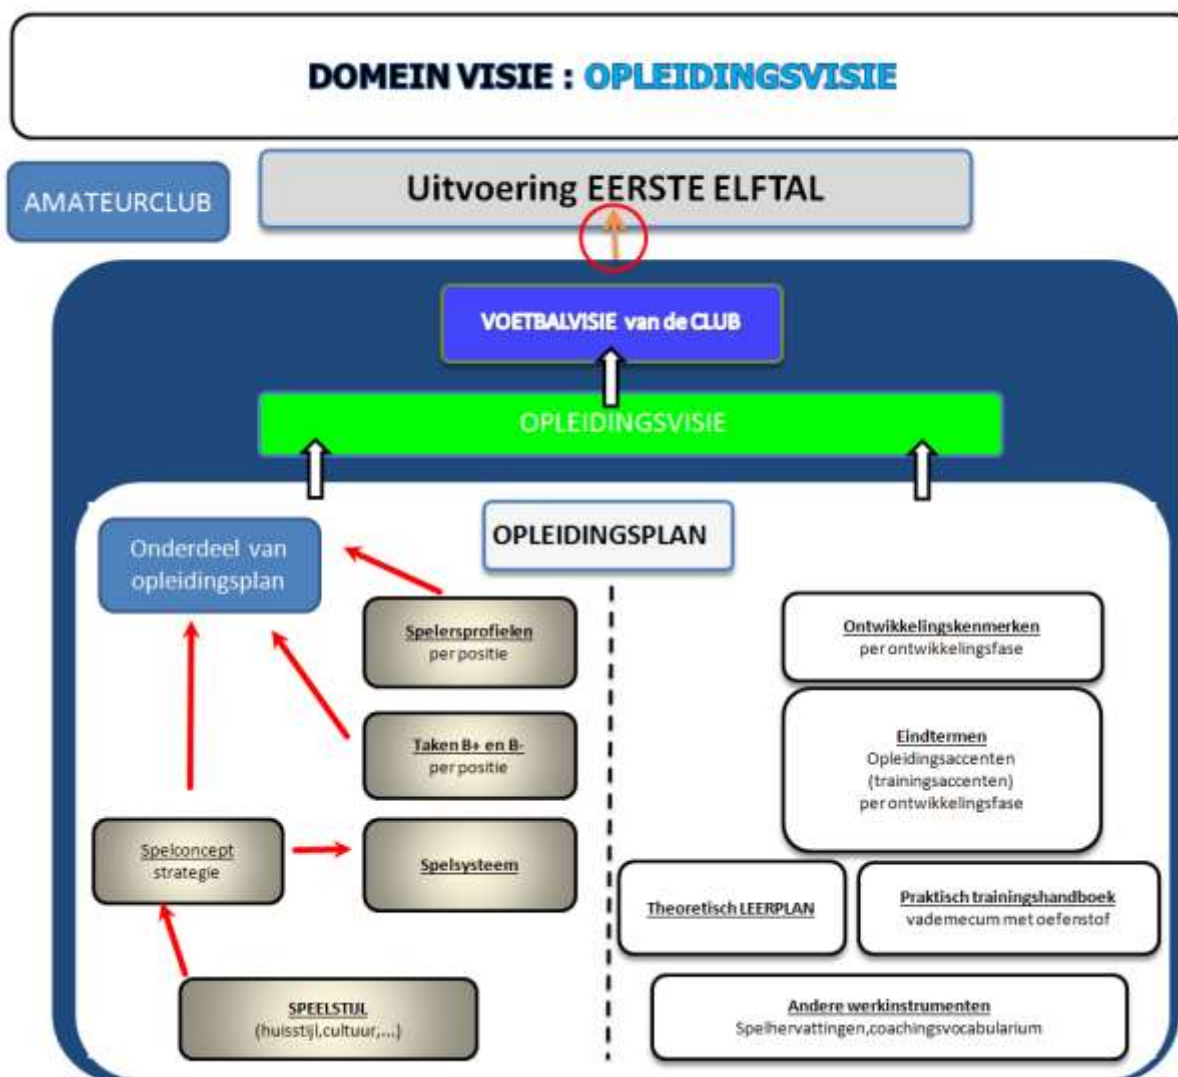 DOMEIN VISIE : OPLEIDINGSVISIE
AMATEURCLUB
Uitvoering EERSTE ELFTAL
VOETBALVISIE van de CLUB
OPLEIDINGSVISIE
OPLEIDINGSPLAN
Onderdeel van
opleidingsplan
Spelersprofielen
per positie
Taken B+ en B-
per positie
Spelconcept
strategie
Spelsysteem
SPEELSTIJL
(huisstijl,cultuur,....)
Ontwikkelingskenmerken
per ontwikkelingsfase
Eindtermen
Opleidingsaccenten
(trainingsaccenten)
per ontwikkelingsfase
Theoretisch LEERPLAN
Praktisch trainingshandboek
vademecum met oefenstof
Andere werkinstrumenten
Spelhervattingen,coachingsvocabularium